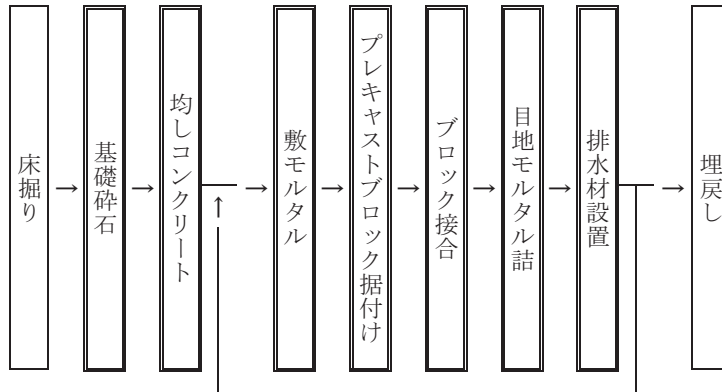 床掘り
基礎砕石
均しコンクリート
敷モルタル
プレキャストブロック据付け
ブロック接合
目地モルタル詰
排水材設置
埋戻し